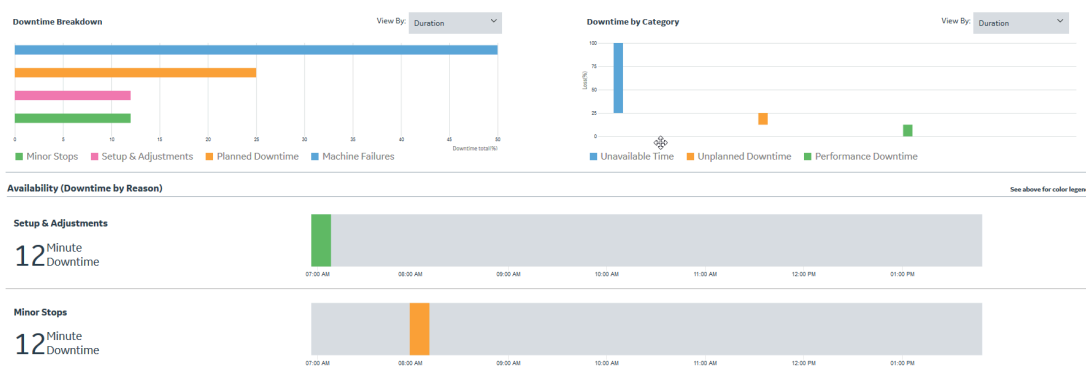 Downtime Breakdown
View By: Duration
0 5 10 15 20 25 30 35 40 45 50
Downtime total(%)
Minor Stops Setup & Adjustments Planned Downtime Machine Failures
Downtime by Category
View By: Duration
Loss(%)
100
75
50
25
0
Unavailable Time Unplanned Downtime Performance Downtime
Availability (Downtime by Reason)
See above for color legend
Setup & Adjustments
12 Minute
Downtime
07:00 AM 08:00 AM 09:00 AM 10:00 AM 11:00 AM 12:00 PM 01:00 PM
Minor Stops
12 Minute
Downtime
07:00 AM 08:00 AM 09:00 AM 10:00 AM 11:00 AM 12:00 PM 01:00 PM